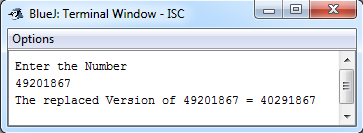 BlueJ: Terminal Window - ISC
Options
Enter the Number
49201867
The replaced Version of 49201867 = 40291867